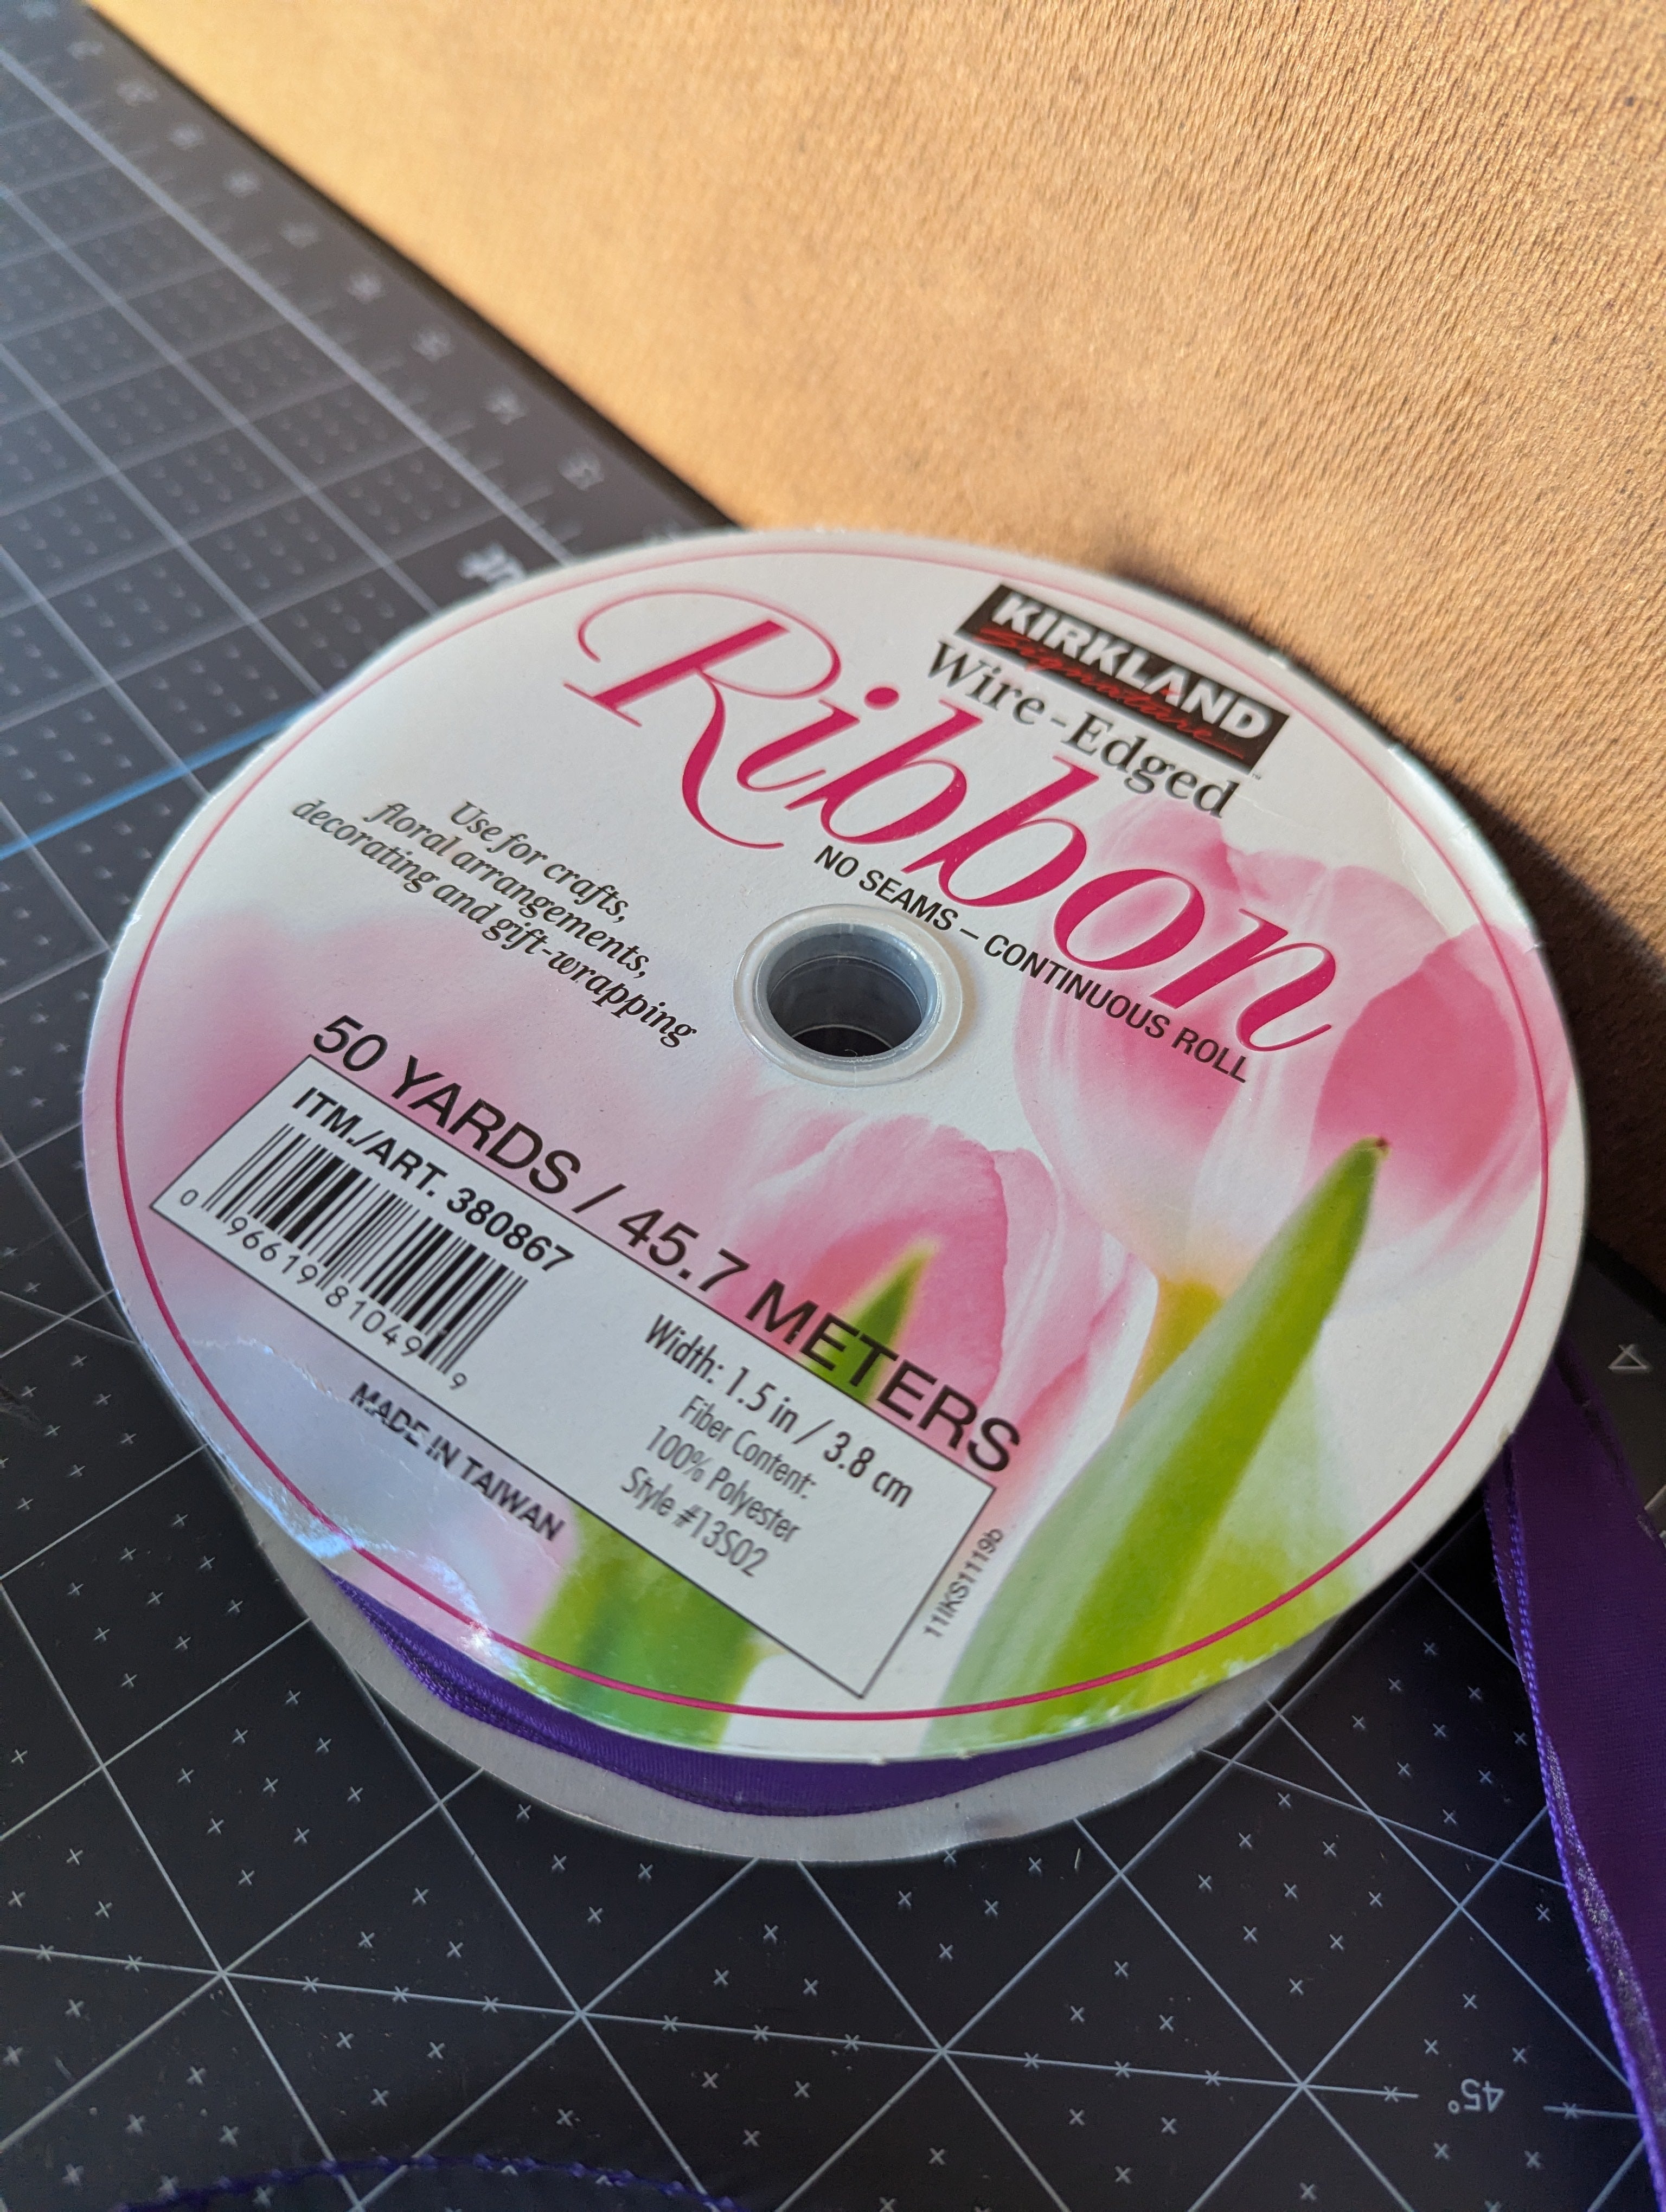 KIRKLAND
Signature™
Wire-Edged
Ribbon
NO SEAMS – CONTINUOUS ROLL
Use for crafts,
floral arrangements,
decorating and gift-wrapping
50 YARDS / 45.7 METERS
ITM./ART. 380867
0 96619 81049 9
Width: 1.5 in / 3.8 cm
Fiber Content:
100% Polyester
Style #13S02
MADE IN TAIWAN
11IKS1119b
4
45°